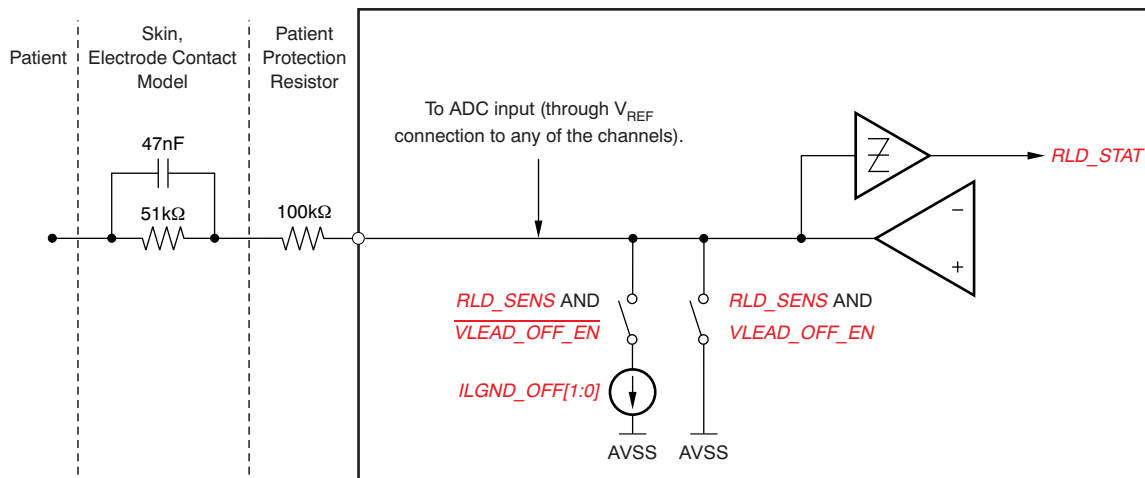 Patient
Skin,
Electrode Contact
Model
Patient
Protection
Resistor
To ADC input (through VREF
connection to any of the channels).
47nF
51kΩ
100kΩ
RLD_STAT
−
+
RLD_SENS AND
VLEAD_OFF_EN
RLD_SENS AND
VLEAD_OFF_EN
ILGND_OFF[1:0]
AVSS
AVSS